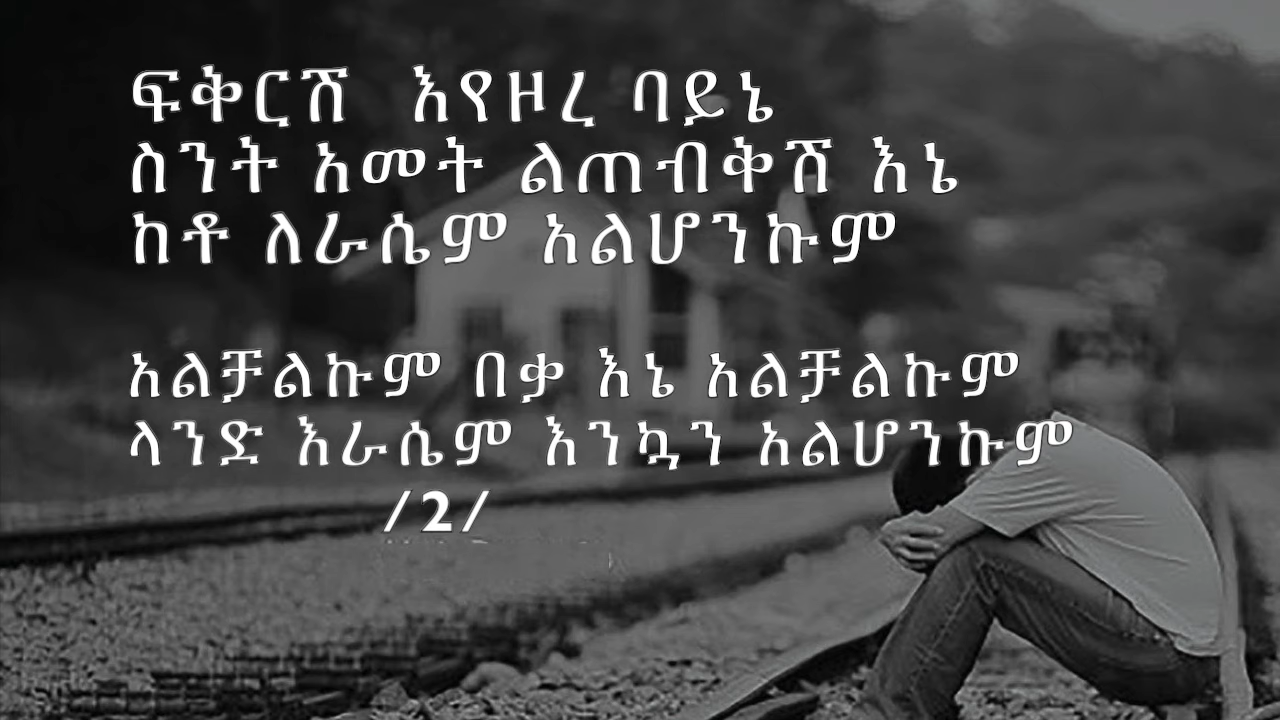 ፍቅርሽ እየዞረ ባይኔ
ስንት አመት ልጠብቅሽ እኔ
ከቶ ለራሴም አልሆንኩም
አልቻልኩም በቃ እኔ አልቻልኩም
ላንድ እራሴም እንኳን አልሆንኩም
/2/